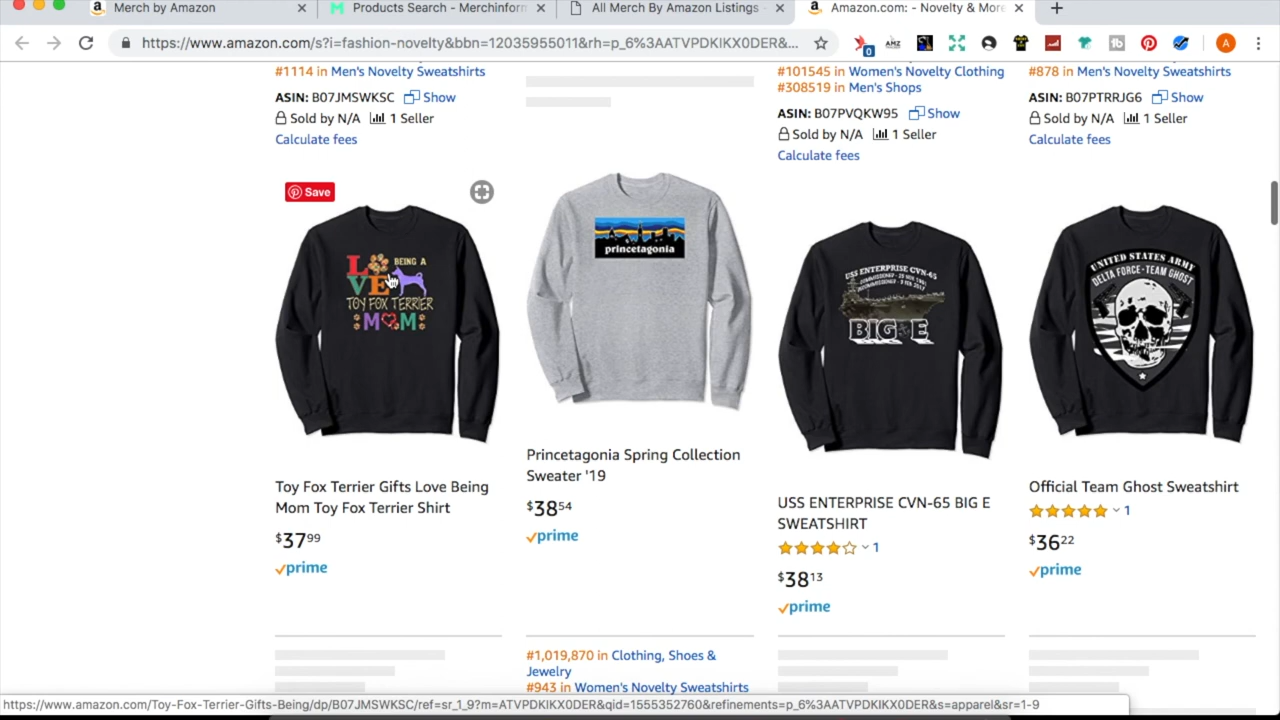 Merch by Amazon
Products Search - Merchinform
All Merch By Amazon Listings -
Amazon.com: - Novelty & More
https://www.amazon.com/s?i=fashion-novelty&bbn=12035955011&rh=p_6%3AATVPDKIKX0DER&...
0
AMZ
tb
A
#1114 in Men's Novelty Sweatshirts
ASIN: B07JMSWKSC Show
Sold by N/A 1 Seller
Calculate fees
#101545 in Women's Novelty Clothing
#308519 in Men's Shops
ASIN: B07PVQKW95 Show
Sold by N/A 1 Seller
Calculate fees
#878 in Men's Novelty Sweatshirts
ASIN: B07PTRRJG6 Show
Sold by N/A 1 Seller
Calculate fees
Save
LOVE BEING A
TOY FOX TERRIER
MOM
Toy Fox Terrier Gifts Love Being
Mom Toy Fox Terrier Shirt
$3799
prime
princetagonia
Princetagonia Spring Collection
Sweater '19
$3854
prime
USS ENTERPRISE CVN-65
BIG E
USS ENTERPRISE CVN-65 BIG E
SWEATSHIRT
1
$3813
prime
UNITED STATES ARMY
DELTA FORCE-TEAM GHOST
Official Team Ghost Sweatshirt
1
$3622
prime
#1,019,870 in Clothing, Shoes &
Jewelry
#943 in Women's Novelty Sweatshirts
https://www.amazon.com/Toy-Fox-Terrier-Gifts-Being/dp/B07JMSWKSC/ref=sr_1_9?m=ATVPDKIKX0DER&qid=1555352760&refinements=p_6%3AATVPDKIKX0DER&s=apparel&sr=1-9